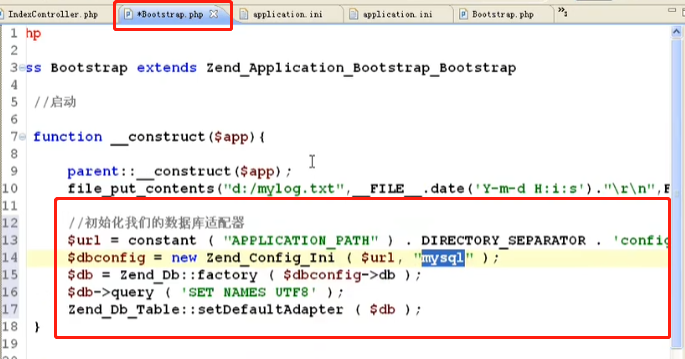 IndexController.php *Bootstrap.php application.ini application.ini Bootstrap.php
1 hp
2
3 ss Bootstrap extends Zend_Application_Bootstrap_Bootstrap
4
5 //启动
6
7 function __construct($app){
8
9 parent::__construct($app);
10 file_put_contents("d:/mylog.txt",__FILE__.date('Y-m-d H:i:s')."\r\n",F
11
12 //初始化我们的数据库适配器
13 $url = constant ( "APPLICATION_PATH" ) . DIRECTORY_SEPARATOR . 'config
14 $dbconfig = new Zend_Config_Ini ( $url, "mysql" );
15 $db = Zend_Db::factory ( $dbconfig->db );
16 $db->query ( 'SET NAMES UTF8' );
17 Zend_Db_Table::setDefaultAdapter ( $db );
18 }
19